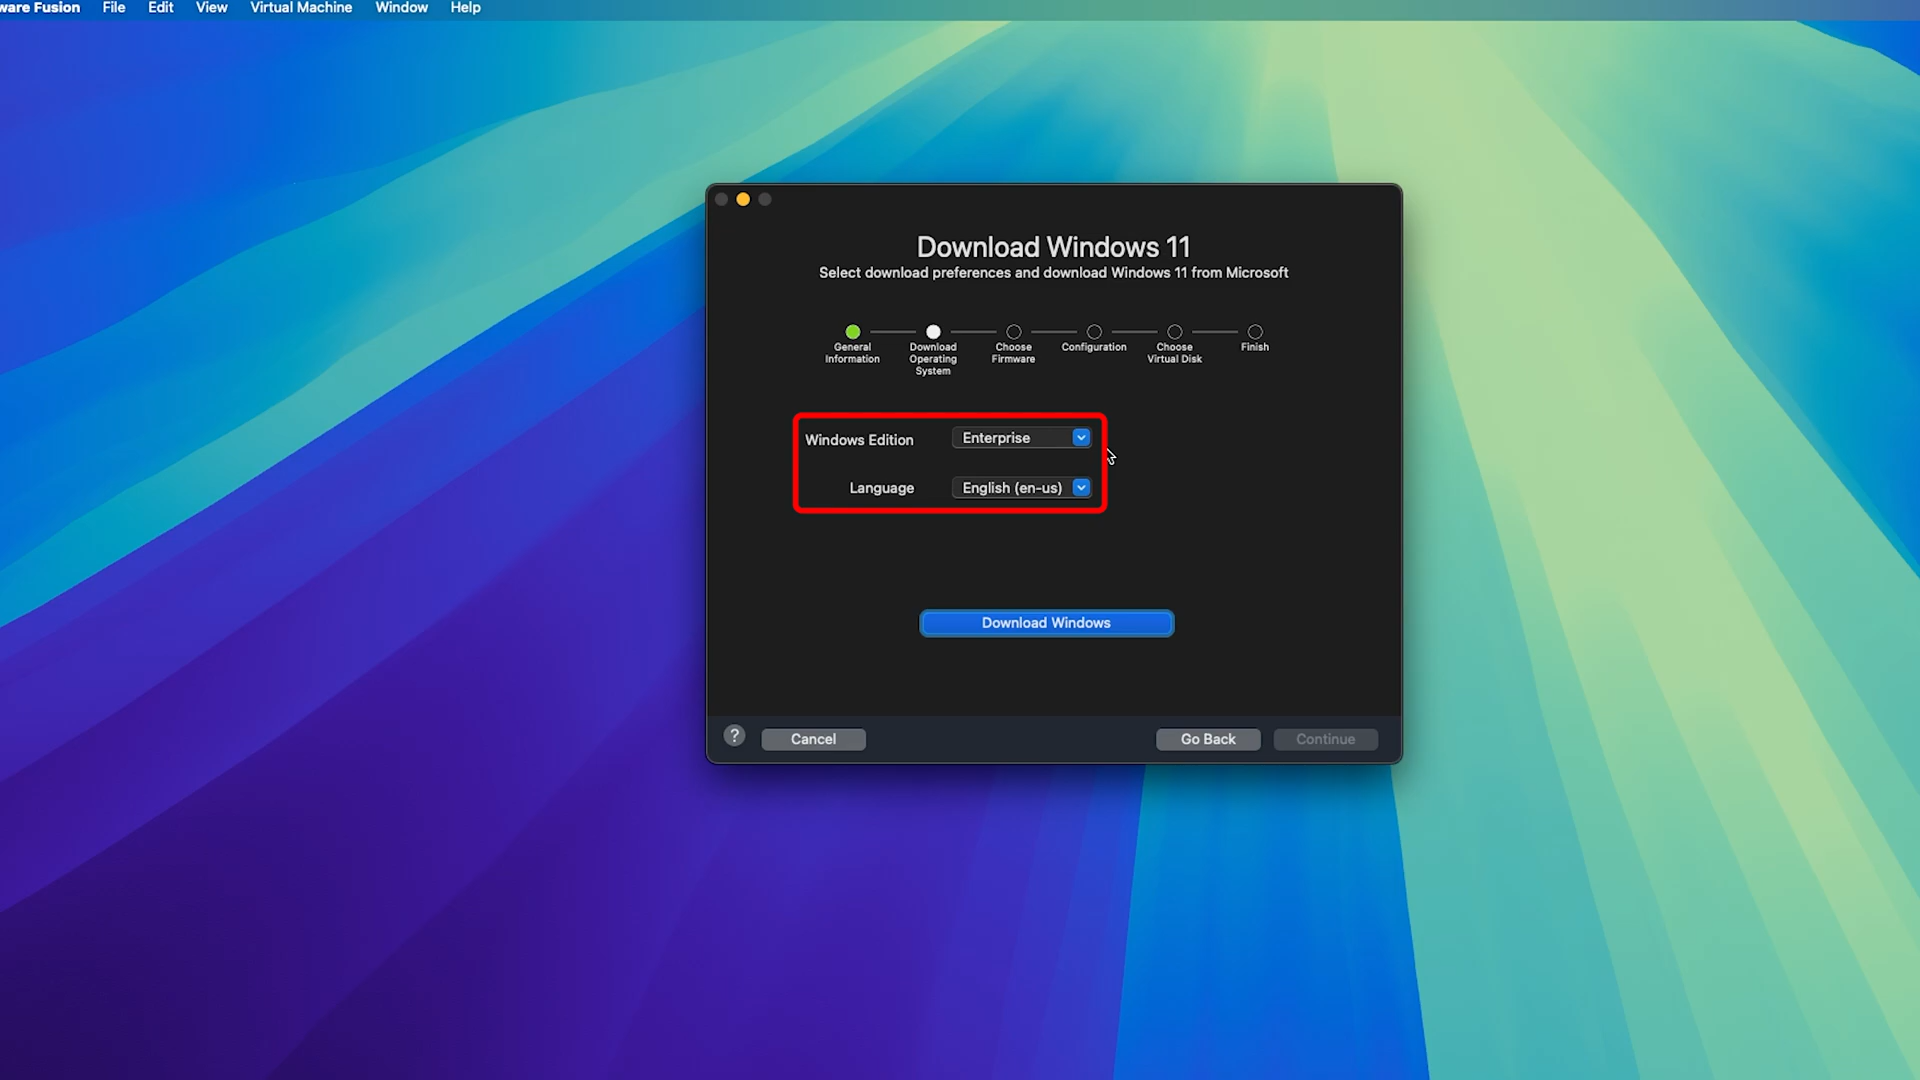 ware Fusion File Edit View Virtual Machine Window Help
Download Windows 11
Select download preferences and download Windows 11 from Microsoft
General Information
Download Operating System
Choose Firmware
Configuration
Choose Virtual Disk
Finish
Windows Edition Enterprise
Language English (en-us)
Download Windows
? Cancel Go Back Continue